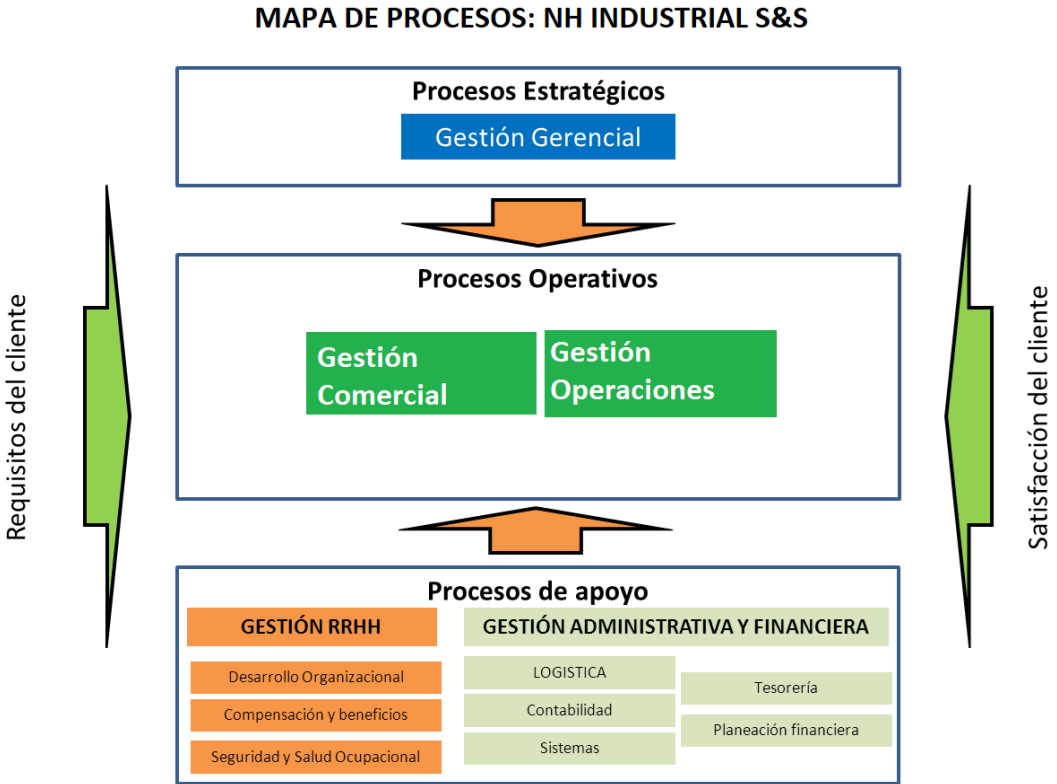 MAPA DE PROCESOS: NH INDUSTRIAL S&S
Procesos Estratégicos
Gestión Gerencial
Requisitos del cliente
Procesos Operativos
Gestión
Comercial
Gestión
Operaciones
Satisfacción del cliente
Procesos de apoyo
GESTIÓN RRHH
Desarrollo Organizacional
Compensación y beneficios
Seguridad y Salud Ocupacional
GESTIÓN ADMINISTRATIVA Y FINANCIERA
LOGISTICA
Contabilidad
Sistemas
Tesorería
Planeación financiera